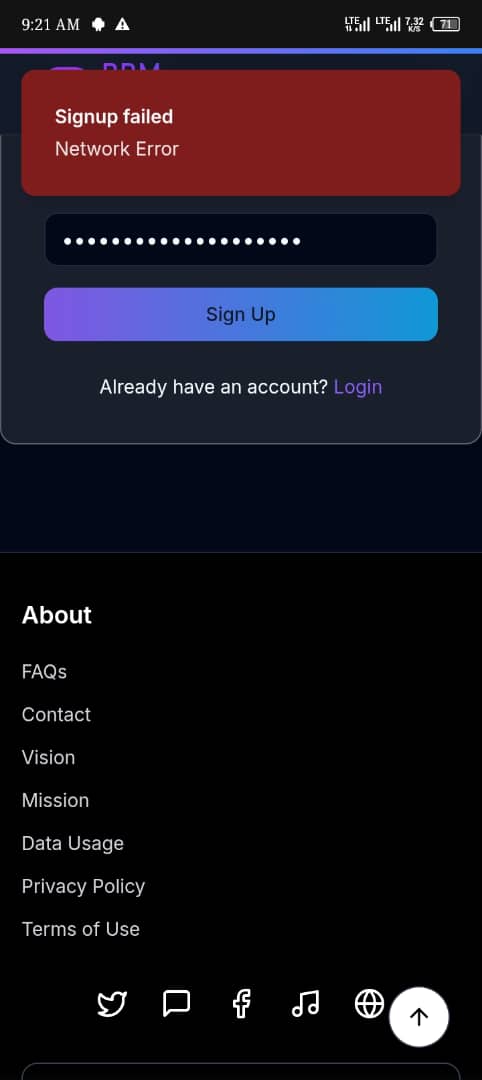 9:21 AM
LTE LTE 7.32 K/S 71
Signup failed
Network Error
Sign Up
Already have an account? Login
About
FAQs
Contact
Vision
Mission
Data Usage
Privacy Policy
Terms of Use